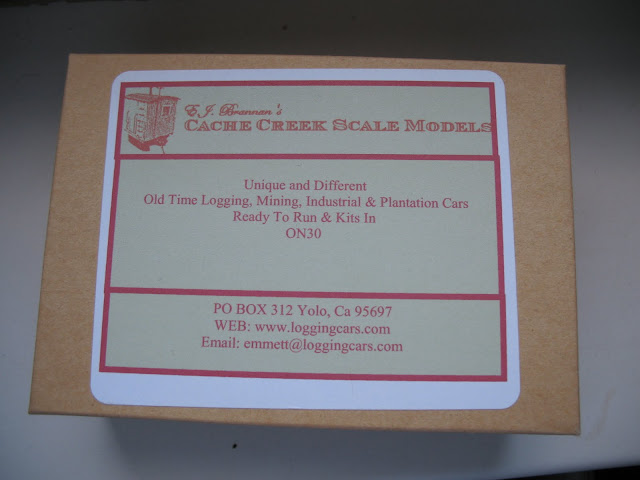 E.J. Brannan's
CACHE CREEK SCALE MODELS
Unique and Different
Old Time Logging, Mining, Industrial & Plantation Cars
Ready To Run & Kits In
ON30
PO BOX 312 Yolo, Ca 95697
WEB: www.loggingcars.com
Email: emmett@loggingcars.com